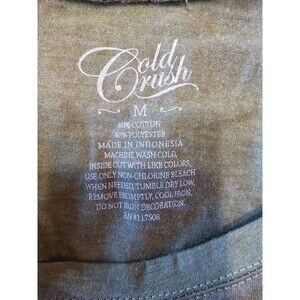 Cold
Crush
M
60% COTTON
40% POLYESTER
MADE IN INDONESIA
MACHINE WASH COLD,
INSIDE OUT WITH LIKE COLORS,
USE ONLY NON-CHLORINE BLEACH
WHEN NEEDED, TUMBLE DRY LOW,
REMOVE PROMPTLY, COOL IRON,
DO NOT IRON DECORATION.
RN #117508